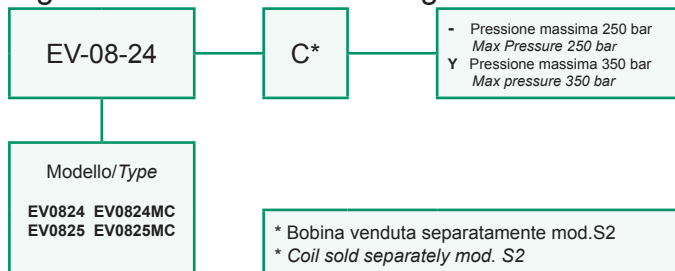 EV-08-24
C*
- Pressione massima 250 bar
Max Pressure 250 bar
Y Pressione massima 350 bar
Max pressure 350 bar
Modello/Type
EV0824 EV0824MC
EV0825 EV0825MC
* Bobina venduta separatamente mod.S2
* Coil sold separately mod. S2